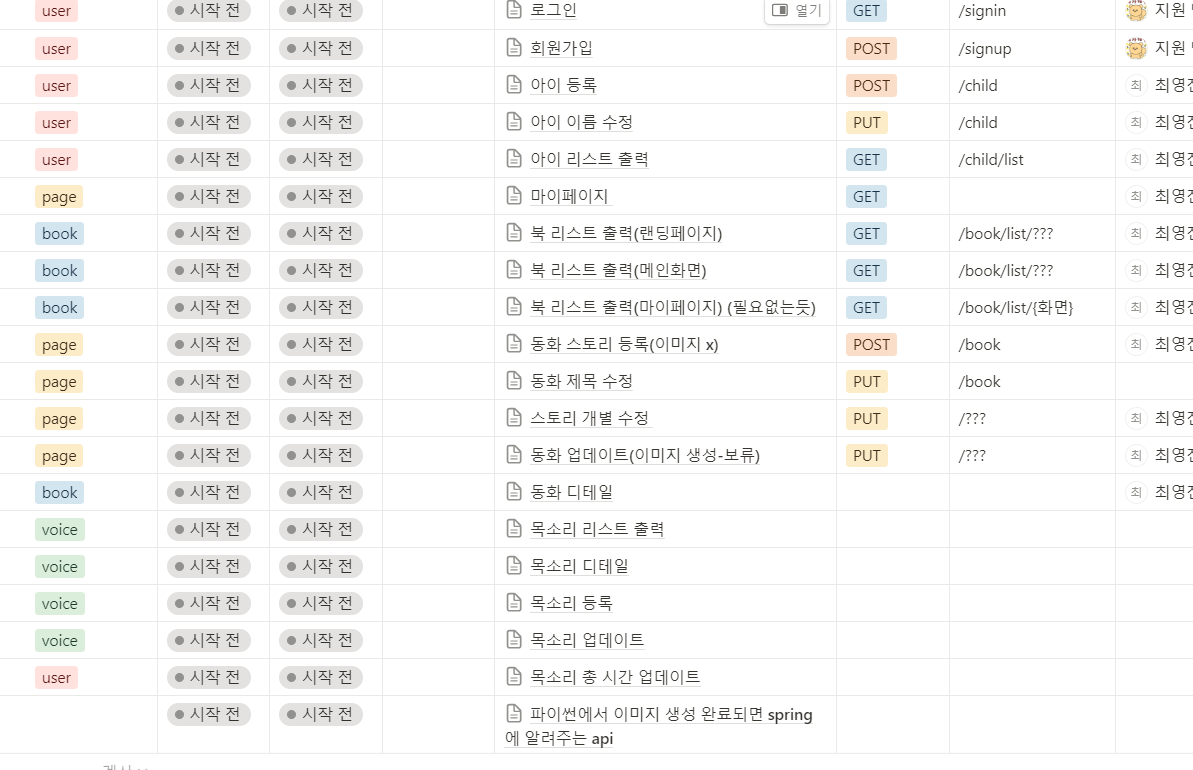 user 시작 전 시작 전 로그인 열기 GET /signin 지원
user 시작 전 시작 전 회원가입 POST /signup 지원
user 시작 전 시작 전 아이 등록 POST /child 최 최영
user 시작 전 시작 전 아이 이름 수정 PUT /child 최 최영
user 시작 전 시작 전 아이 리스트 출력 GET /child/list 최 최영
page 시작 전 시작 전 마이페이지 GET 최 최영
book 시작 전 시작 전 북 리스트 출력(랜딩페이지) GET /book/list/??? 최 최영
book 시작 전 시작 전 북 리스트 출력(메인화면) GET /book/list/??? 최 최영
book 시작 전 시작 전 북 리스트 출력(마이페이지) (필요없는듯) GET /book/list/{화면} 최 최영
page 시작 전 시작 전 동화 스토리 등록(이미지 x) POST /book 최 최영
page 시작 전 시작 전 동화 제목 수정 PUT /book
page 시작 전 시작 전 스토리 개별 수정 PUT /??? 최 최영
page 시작 전 시작 전 동화 업데이트(이미지 생성-보류) PUT /??? 최 최영
book 시작 전 시작 전 동화 디테일 최 최영
voice 시작 전 시작 전 목소리 리스트 출력
voice 시작 전 시작 전 목소리 디테일
voice 시작 전 시작 전 목소리 등록
voice 시작 전 시작 전 목소리 업데이트
user 시작 전 시작 전 목소리 총 시간 업데이트
시작 전 시작 전 파이썬에서 이미지 생성 완료되면 spring
에 알려주는 api